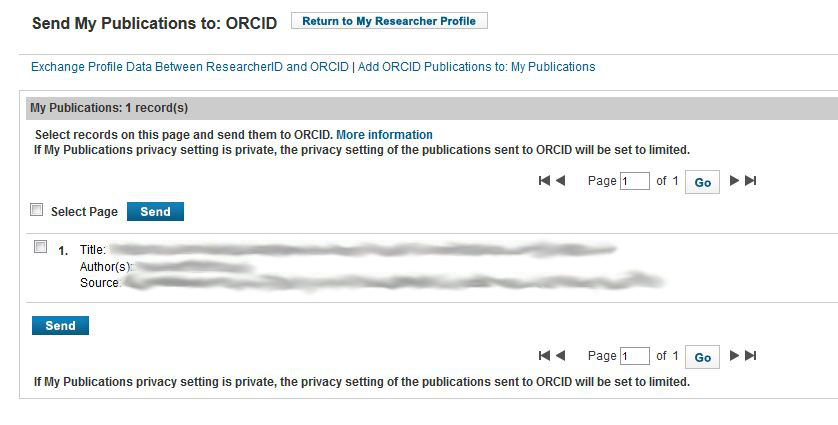 Send My Publications to: ORCID Return to My Researcher Profile
Exchange Profile Data Between ResearcherID and ORCID | Add ORCID Publications to: My Publications
My Publications: 1 record(s)
Select records on this page and send them to ORCID. More information
If My Publications privacy setting is private, the privacy setting of the publications sent to ORCID will be set to limited.
Page 1 of 1 Go
Select Page Send
1. Title:
Author(s):
Source:
Send
Page 1 of 1 Go
If My Publications privacy setting is private, the privacy setting of the publications sent to ORCID will be set to limited.